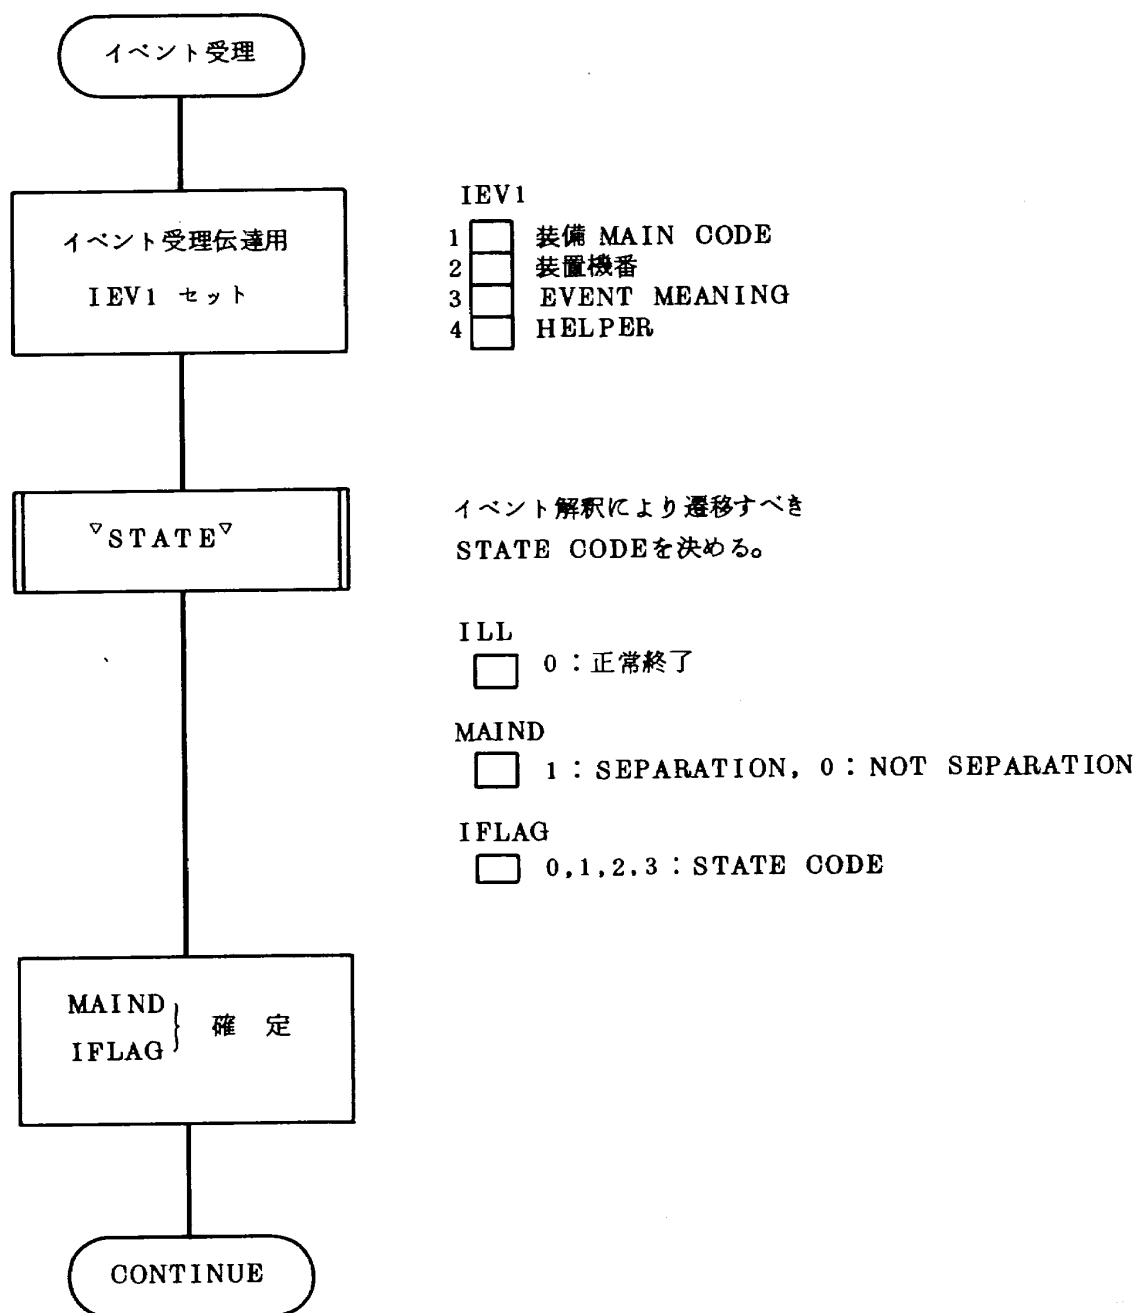 イベント受理
イベント受理伝達用
IEV1 セット
IEV1
1 装備 MAIN CODE
2 装置機番
3 EVENT MEANING
4 HELPER
▽STATE▽
イベント解釈により遷移すべき
STATE CODEを決める。
ILL
0：正常終了
MAIND
1：SEPARATION, 0：NOT SEPARATION
IFLAG
0,1,2,3：STATE CODE
MAIND
IFLAG
} 確 定
CONTINUE